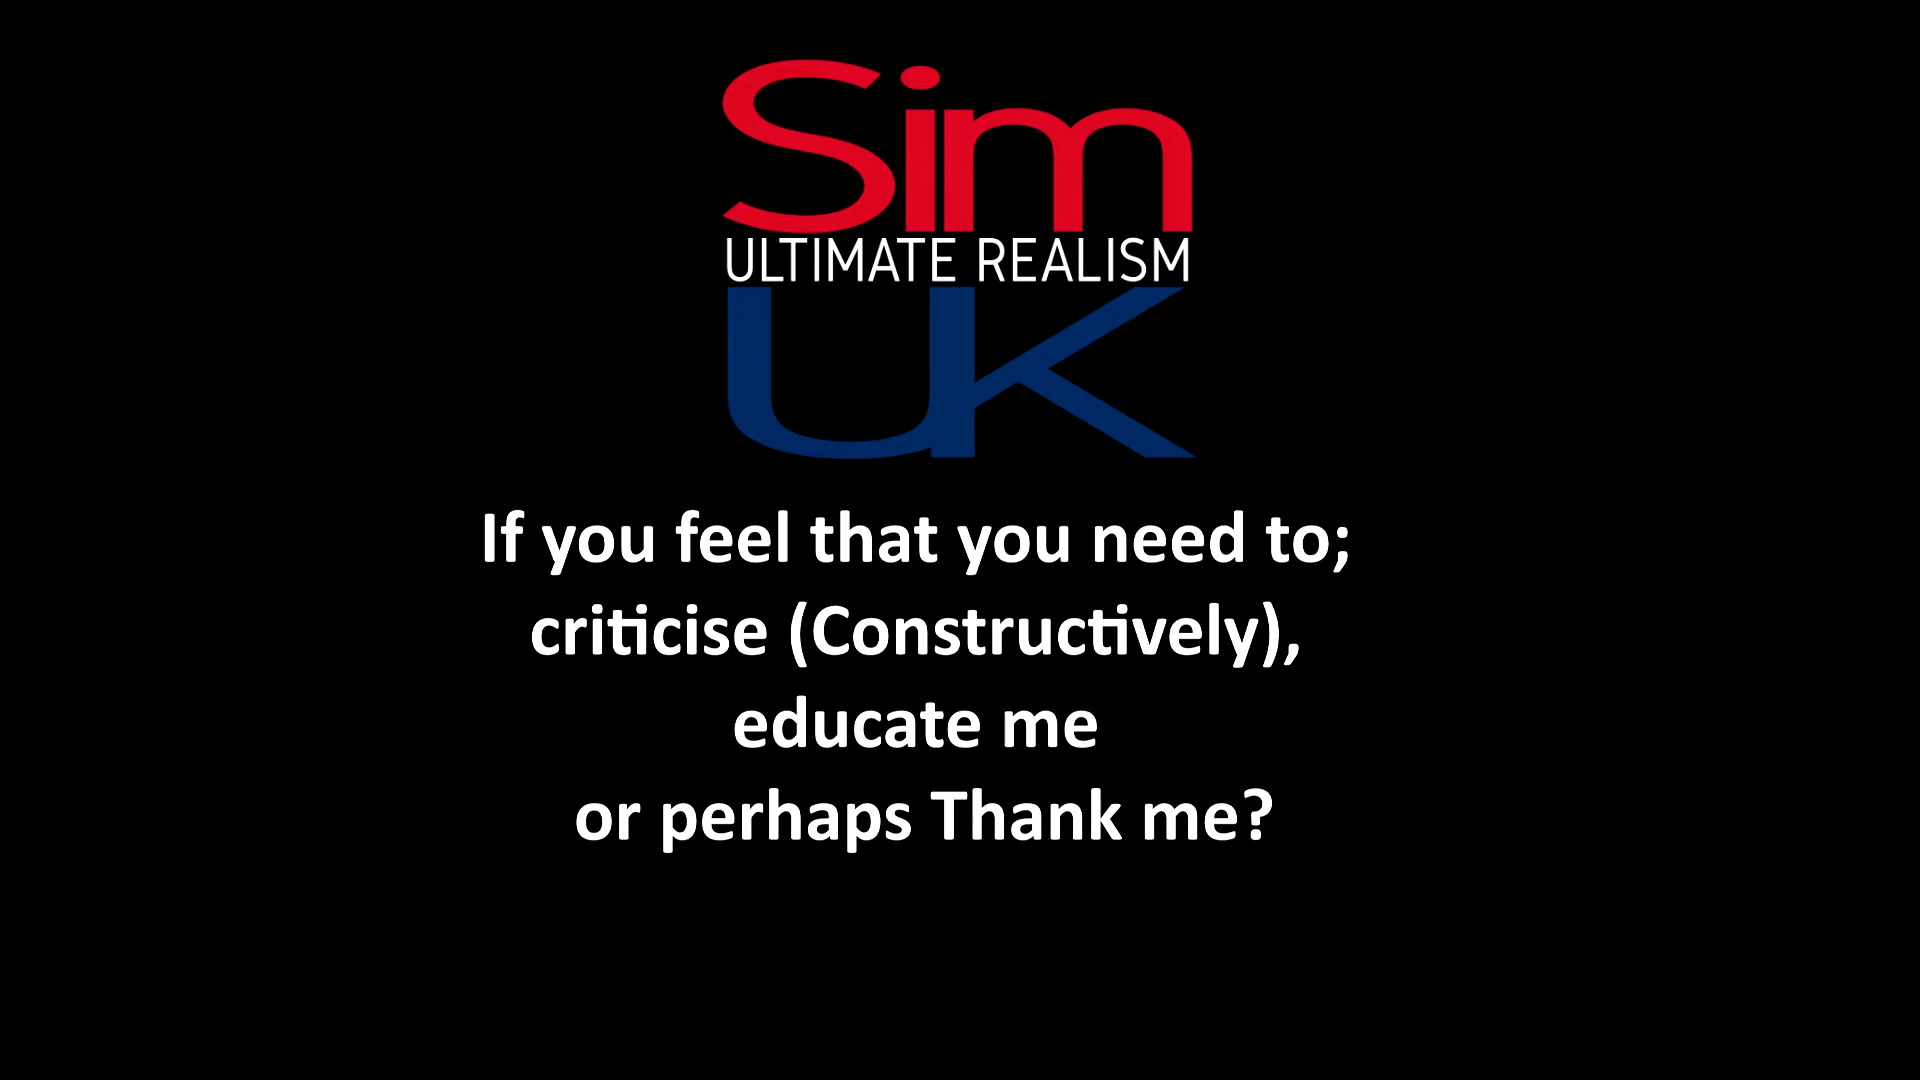 Sim
ULTIMATE REALISM
UK
If you feel that you need to;
criticise (Constructively),
educate me
or perhaps Thank me?